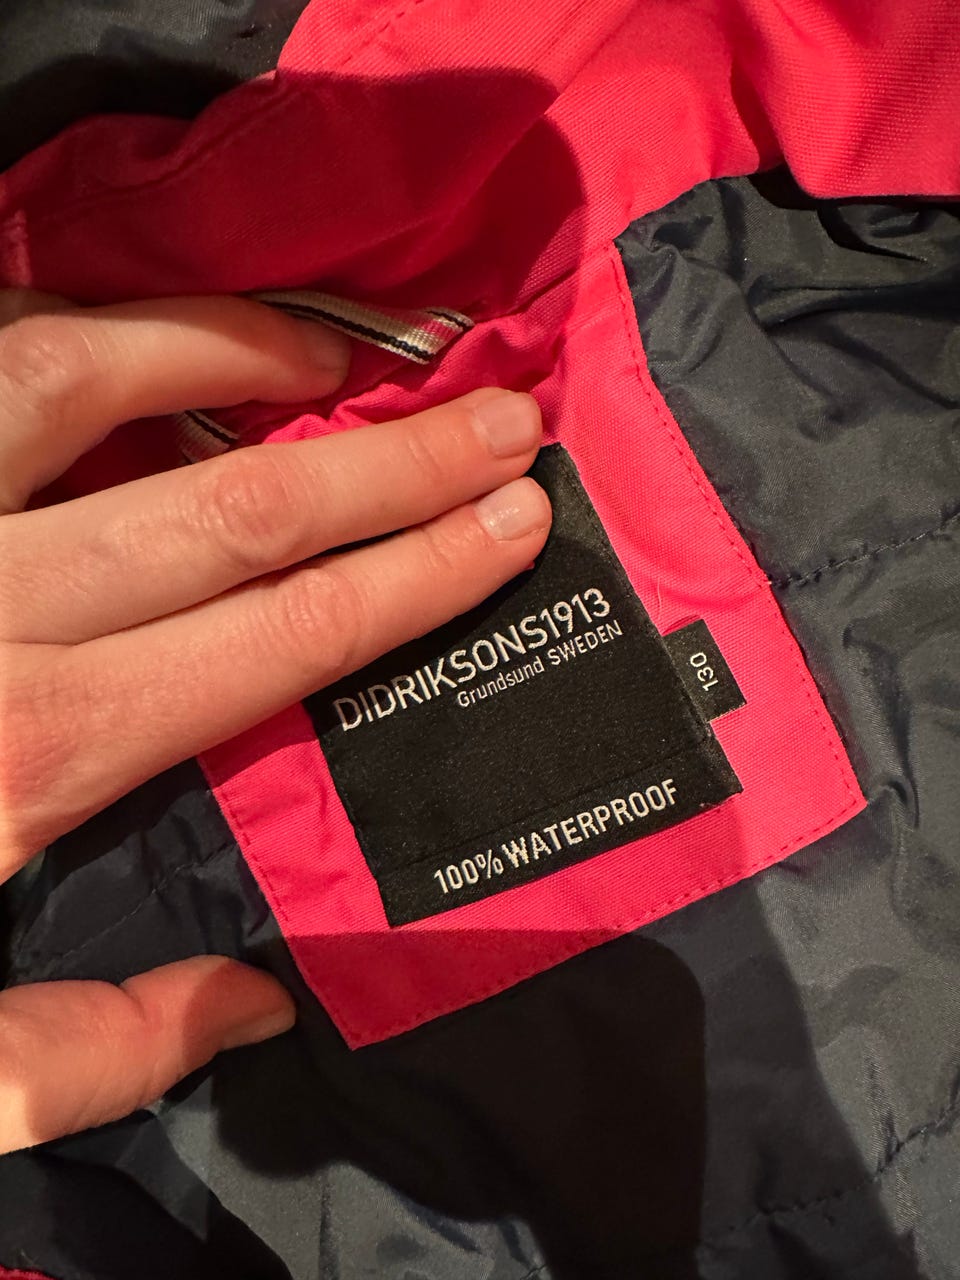 DIDRIKSONS1913
Grundsund SWEDEN
130
100% WATERPROOF